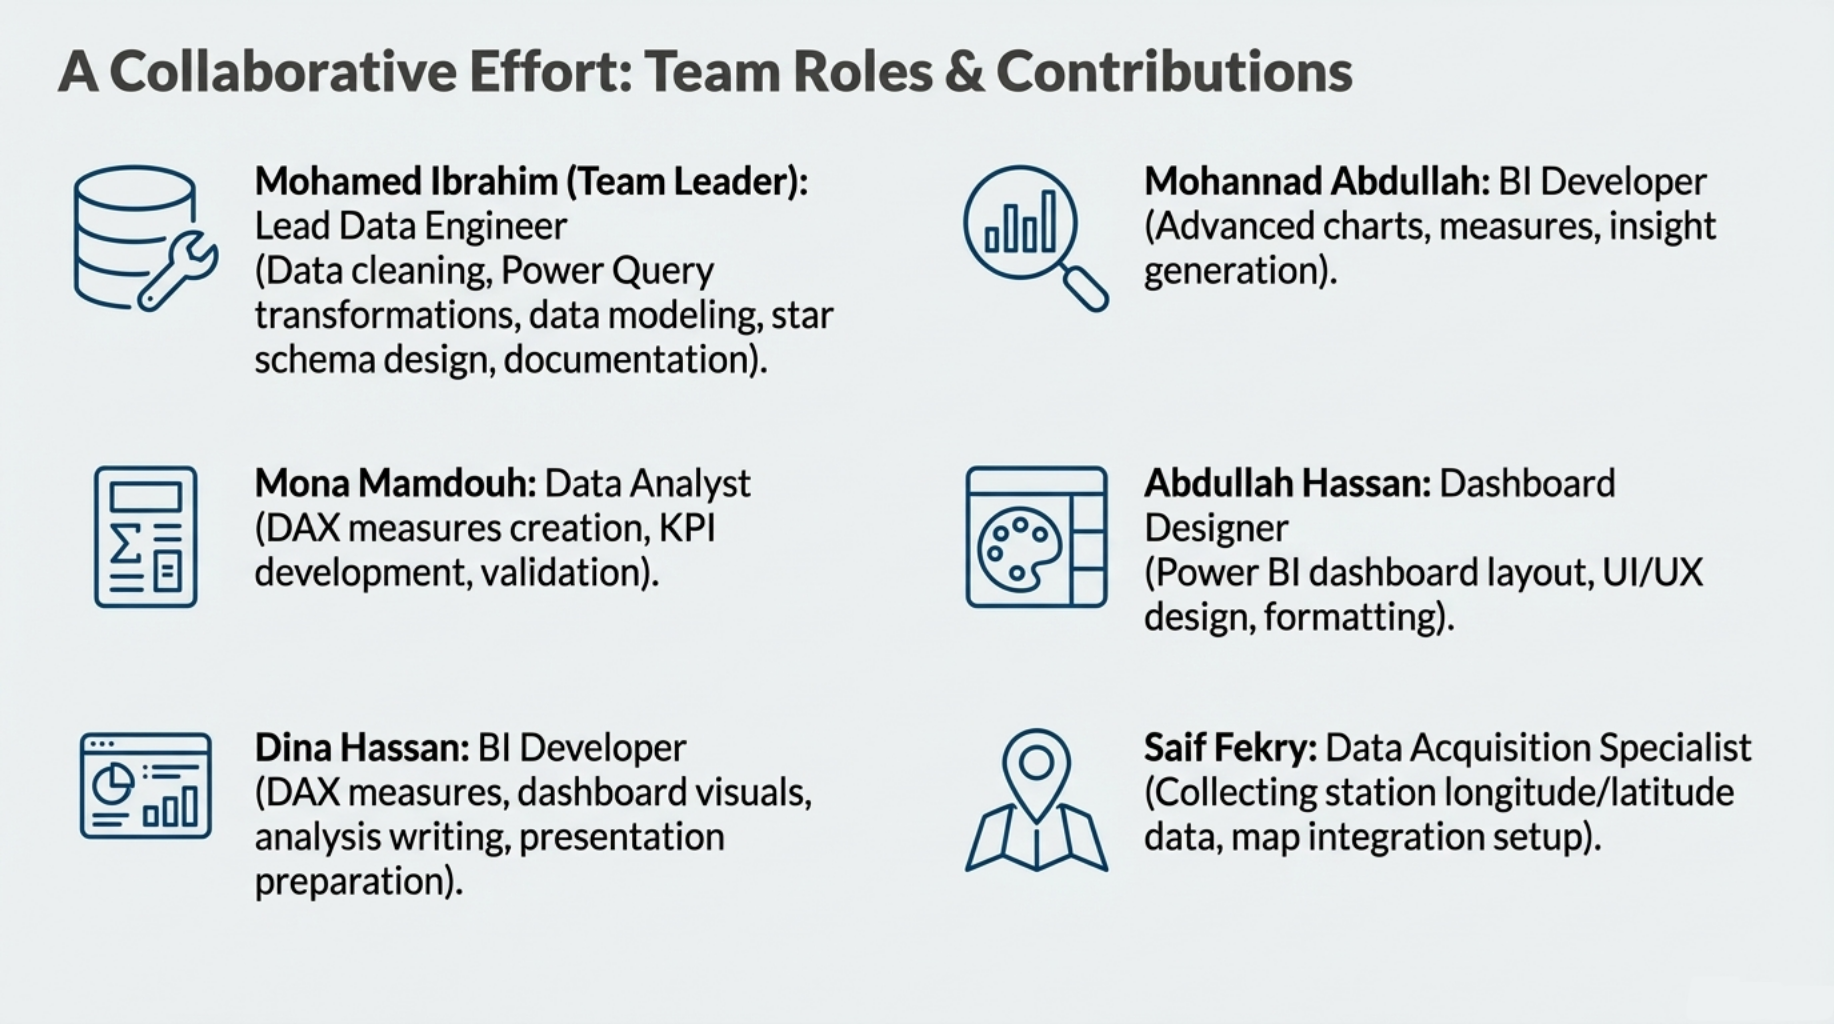 A Collaborative Effort: Team Roles & Contributions
Mohamed Ibrahim (Team Leader):
Lead Data Engineer
(Data cleaning, Power Query
transformations, data modeling, star
schema design, documentation).
Mohannad Abdullah: BI Developer
(Advanced charts, measures, insight
generation).
Mona Mamdouh: Data Analyst
(DAX measures creation, KPI
development, validation).
Abdullah Hassan: Dashboard
Designer
(Power BI dashboard layout, UI/UX
design, formatting).
Dina Hassan: BI Developer
(DAX measures, dashboard visuals,
analysis writing, presentation
preparation).
Saif Fekry: Data Acquisition Specialist
(Collecting station longitude/latitude
data, map integration setup).